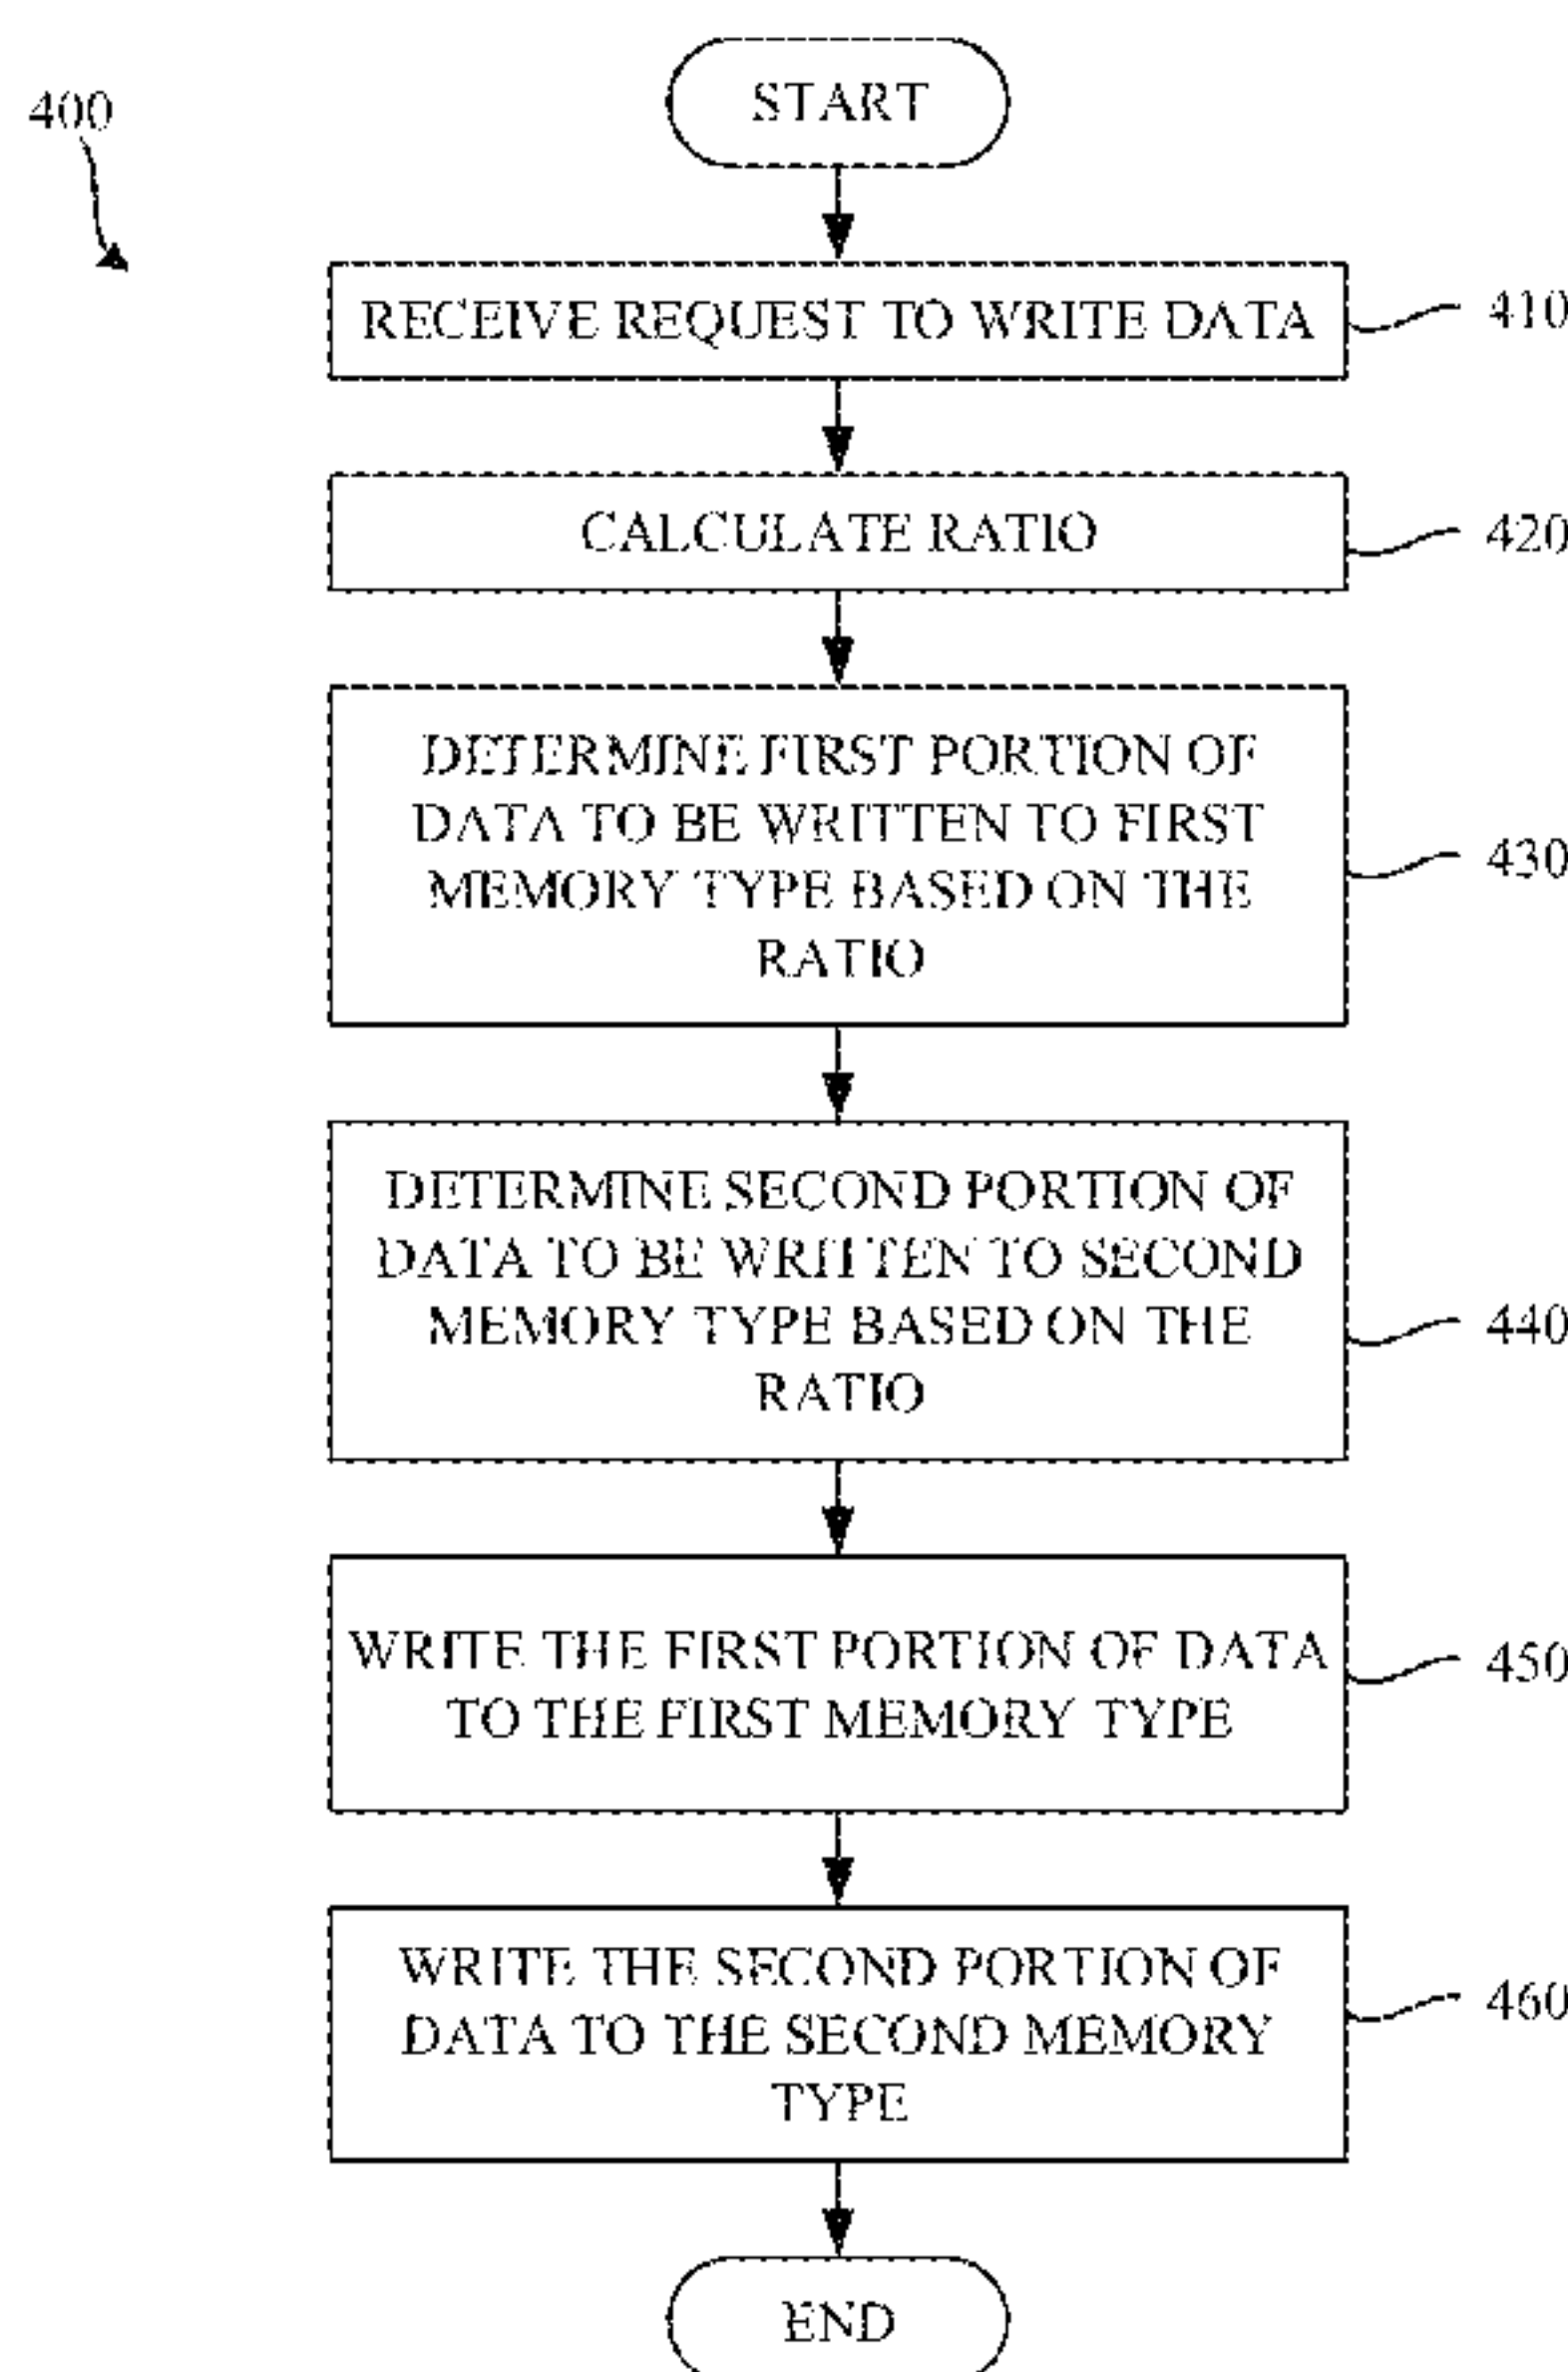 START
400
RECEIVE REQUEST TO WRITE DATA
410
CALCULATE RATIO
420
DETERMINE FIRST PORTION OF
DATA TO BE WRITTEN TO FIRST
MEMORY TYPE BASED ON THE
RATIO
430
DETERMINE SECOND PORTION OF
DATA TO BE WRITTEN TO SECOND
MEMORY TYPE BASED ON THE
RATIO
440
WRITE THE FIRST PORTION OF DATA
TO THE FIRST MEMORY TYPE
450
WRITE THE SECOND PORTION OF
DATA TO THE SECOND MEMORY
TYPE
460
END